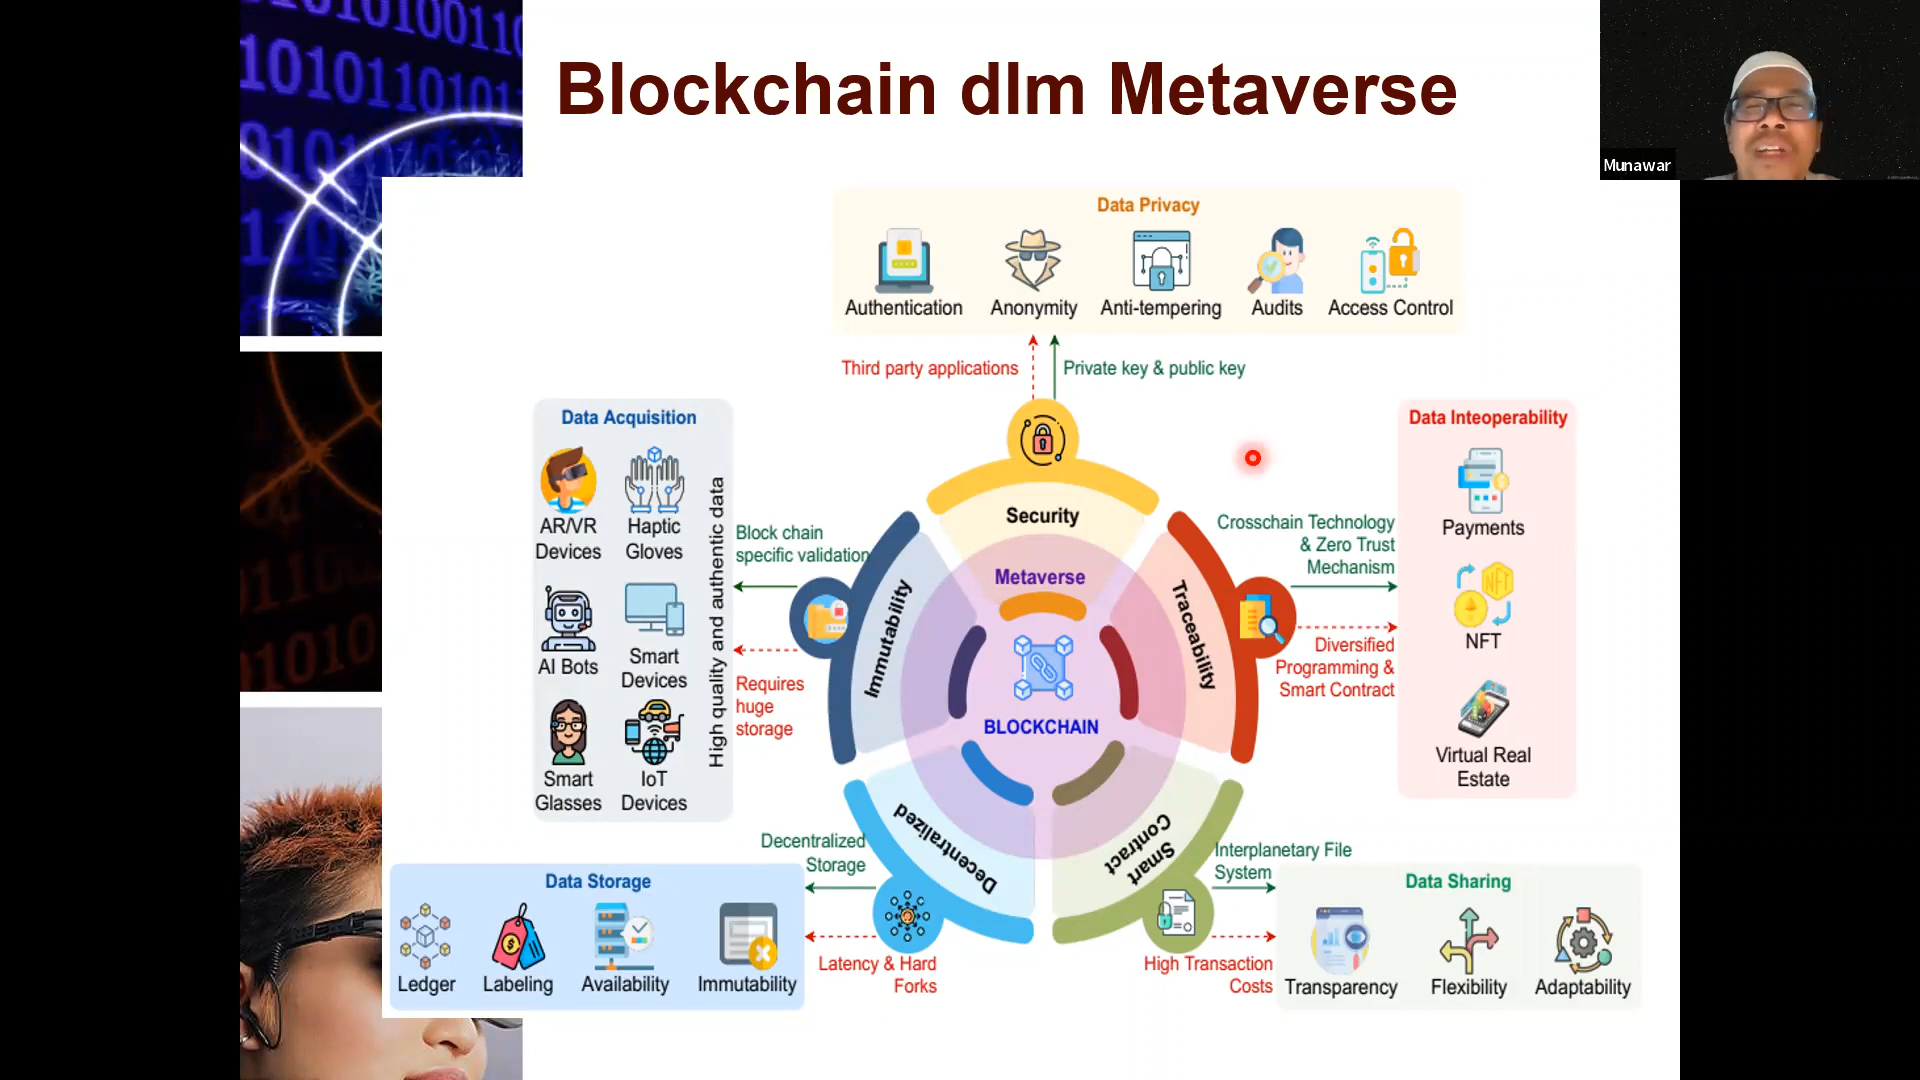 Blockchain dlm Metaverse
Munawar
Data Privacy
Authentication
Anonymity
Anti-tempering
Audits
Access Control
Third party applications
Private key & public key
Data Acquisition
AR/VR
Devices
Haptic
Gloves
AI Bots
Smart
Devices
Smart
Glasses
IoT
Devices
High quality and authentic data
Block chain
specific validation
Requires
huge
storage
Security
Immutability
Traceability
Decentralized
Smart
Contract
Metaverse
BLOCKCHAIN
Crosschain Technology
& Zero Trust
Mechanism
Diversified
Programming &
Smart Contract
Data Inteoperability
Payments
NFT
NFT
Virtual Real
Estate
Decentralized
Storage
Latency & Hard
Forks
Data Storage
Ledger
Labeling
Availability
Immutability
Interplanetary File
System
High Transaction
Costs
Data Sharing
Transparency
Flexibility
Adaptability